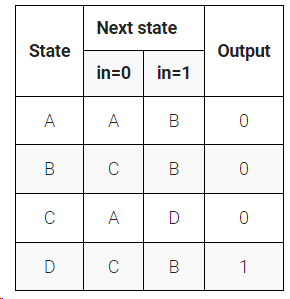 State Next state Output
in=0 in=1
A A B 0
B C B 0
C A D 0
D C B 1